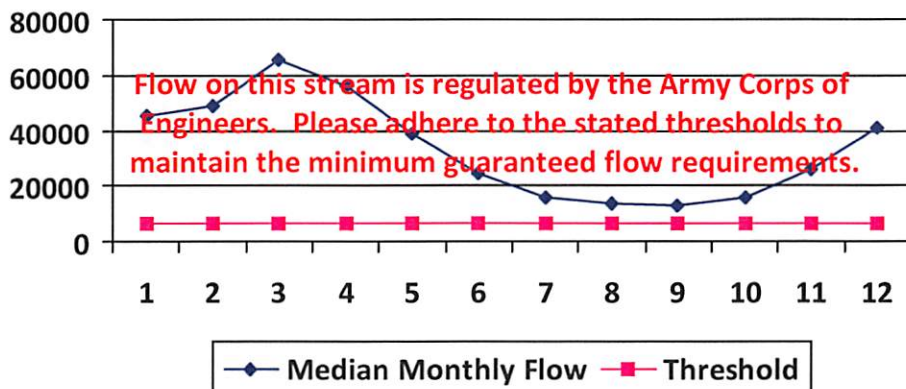 80000
60000
40000
20000
0
Flow on this stream is regulated by the Army Corps of
Engineers. Please adhere to the stated thresholds to
maintain the minimum guaranteed flow requirements.
1 2 3 4 5 6 7 8 9 10 11 12
Median Monthly Flow Threshold